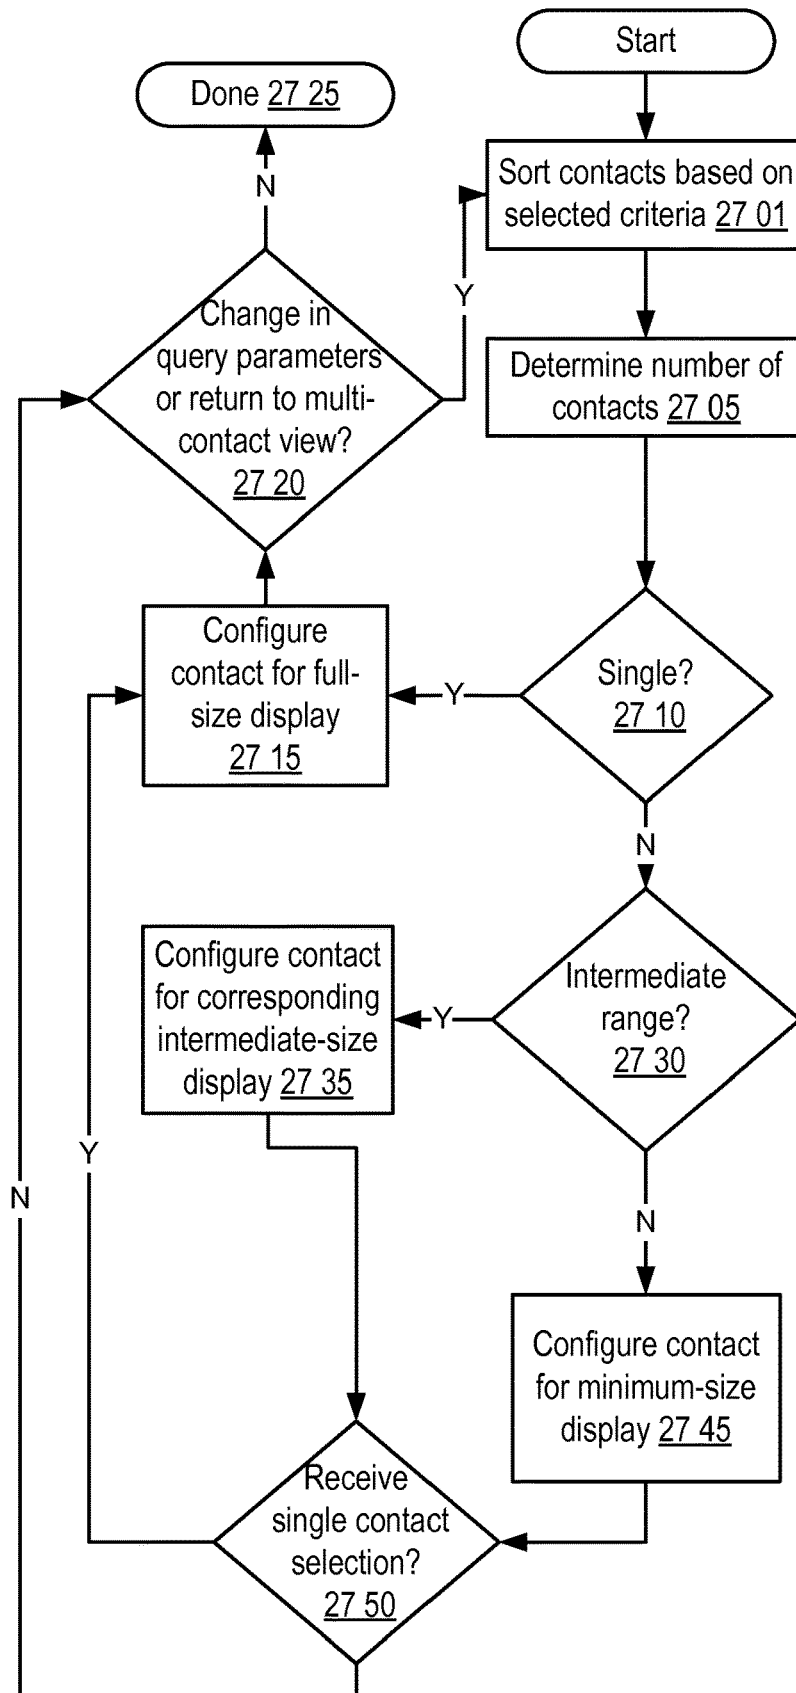 Start
Done 27 25
N
Sort contacts based on
selected criteria 27 01
Y
Change in
query parameters
or return to multi-
contact view?
27 20
Determine number of
contacts 27 05
Configure
contact for full-
size display
27 15
Y
Single?
27 10
N
Configure contact
for corresponding
intermediate-size
display 27 35
Y
Intermediate
range?
27 30
Y
N
N
Configure contact
for minimum-size
display 27 45
Receive
single contact
selection?
27 50